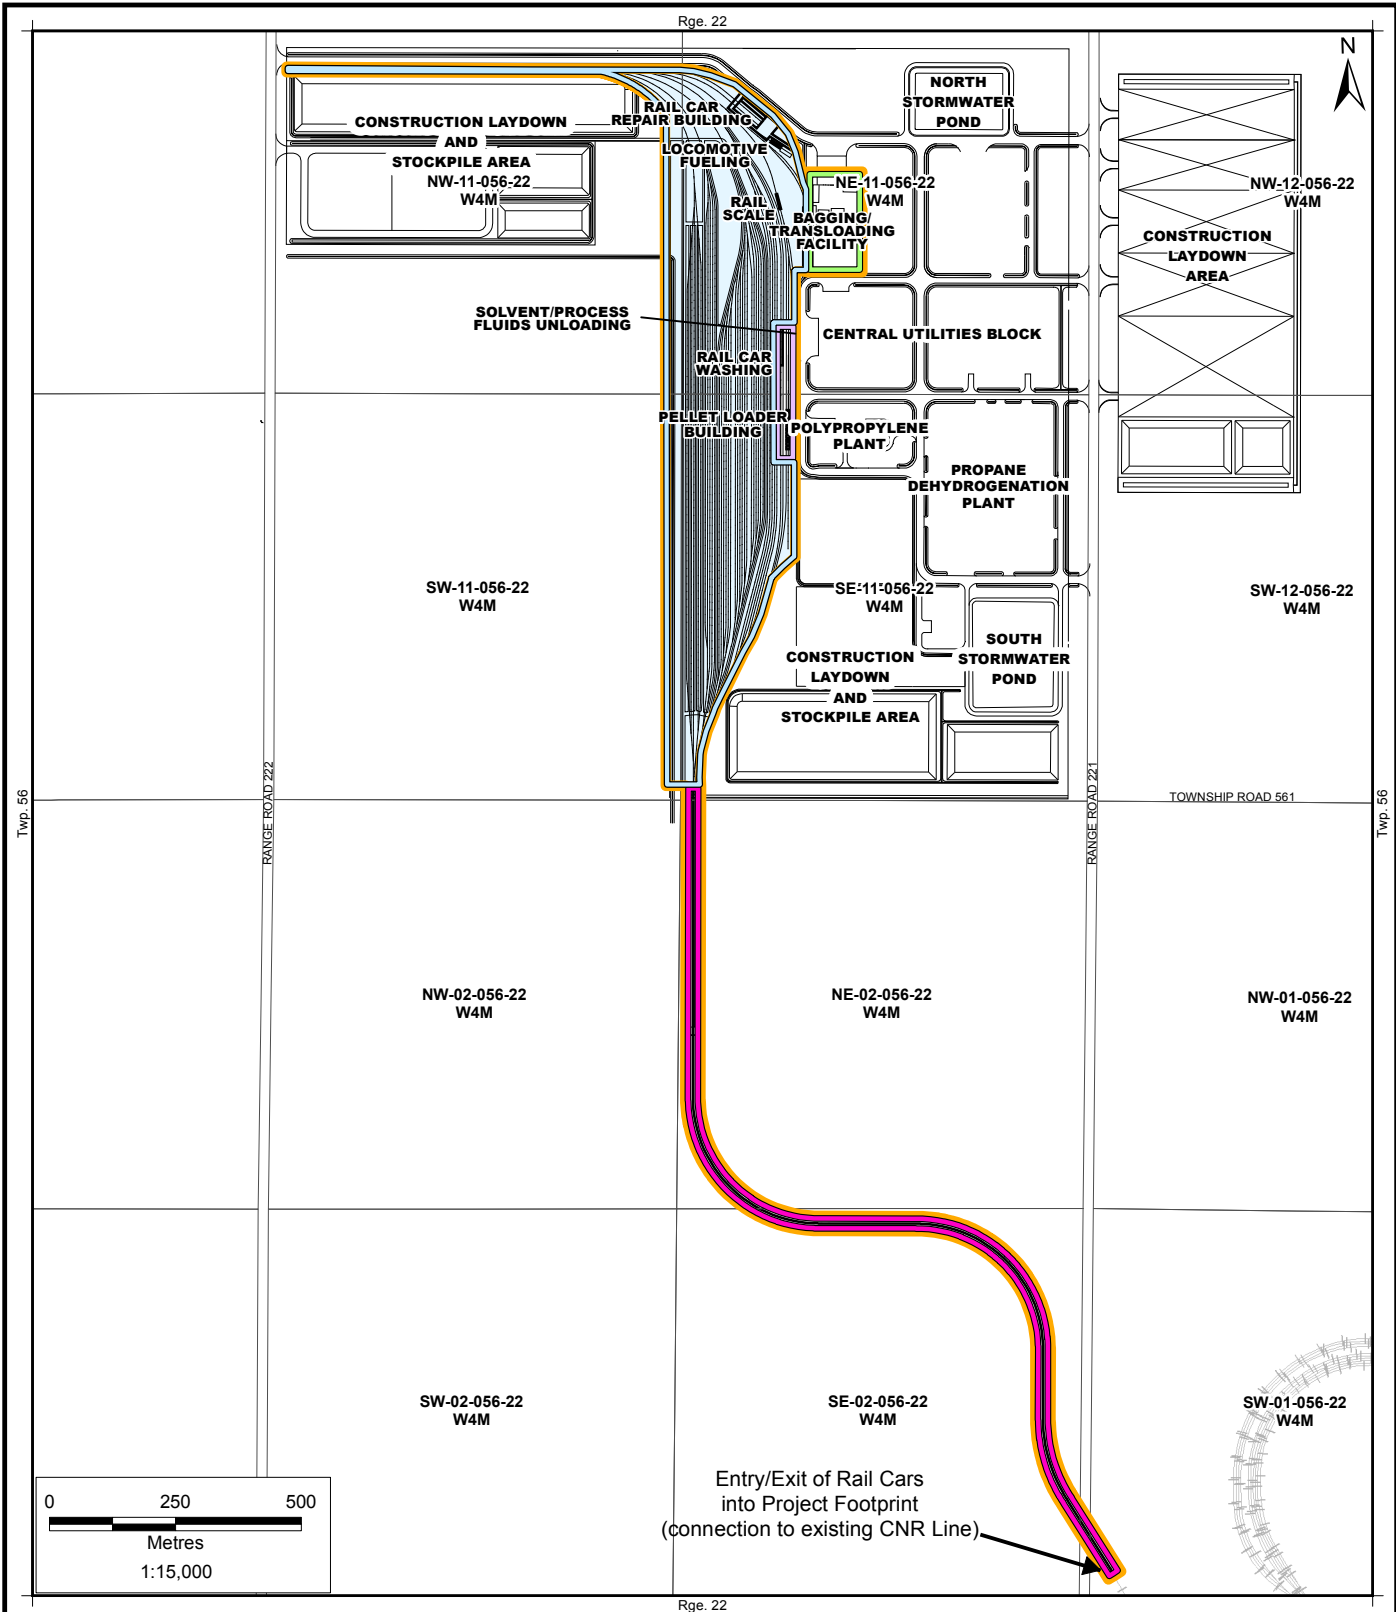 Rge. 22
N
NORTH
STORMWATER
POND
RAIL CAR
REPAIR BUILDING
CONSTRUCTION LAYDOWN
AND
STOCKPILE AREA
LOCOMOTIVE
FUELING
NW-11-056-22
W4M
NE-11-056-22
W4M
NW-12-056-22
W4M
RAIL
SCALE
BAGGING/
TRANSLOADING
FACILITY
CONSTRUCTION
LAYDOWN
AREA
SOLVENT/PROCESS
FLUIDS UNLOADING
CENTRAL UTILITIES BLOCK
RAIL CAR
WASHING
PELLET LOADER
BUILDING
POLYPROPYLENE
PLANT
PROPANE
DEHYDROGENATION
PLANT
SW-11-056-22
W4M
SE-11-056-22
W4M
SW-12-056-22
W4M
SOUTH
STORMWATER
POND
CONSTRUCTION
LAYDOWN
AND
STOCKPILE AREA
Twp. 56
RANGE ROAD 222
RANGE ROAD 221
TOWNSHIP ROAD 561
Twp. 56
NW-02-056-22
W4M
NE-02-056-22
W4M
NW-01-056-22
W4M
SW-02-056-22
W4M
SE-02-056-22
W4M
SW-01-056-22
W4M
Entry/Exit of Rail Cars
into Project Footprint
(connection to existing CNR Line)
0 250 500
Metres
1:15,000
Rge. 22